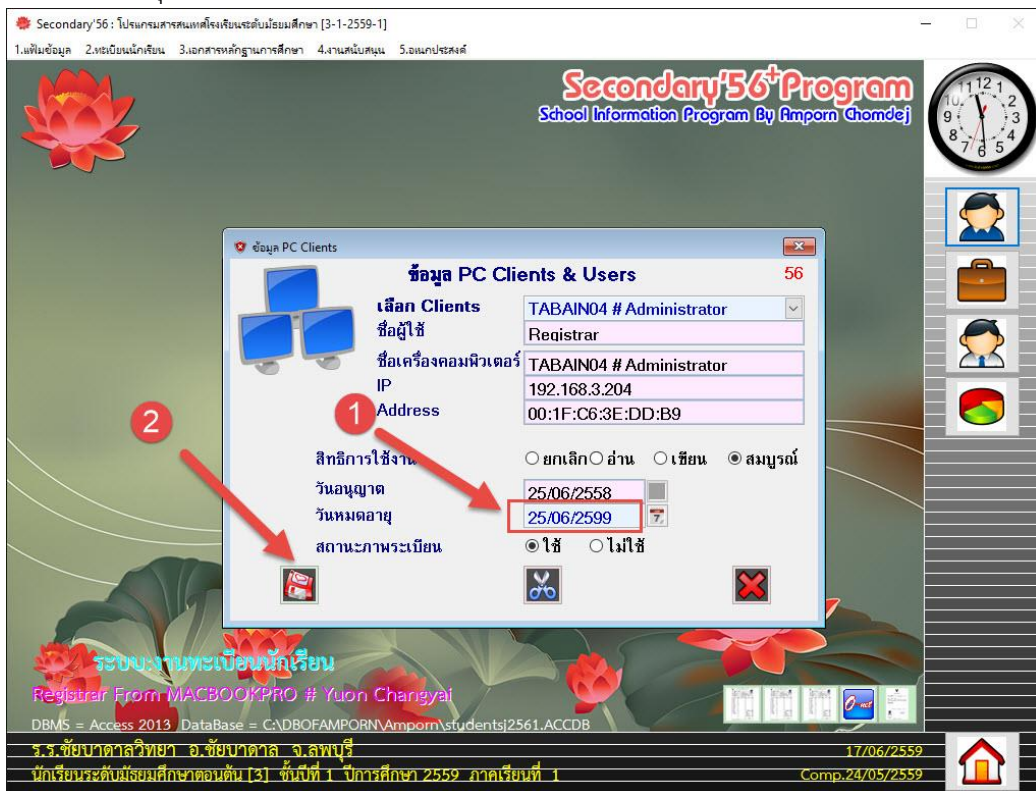 Secondary'56 : โปรแกรมสารสนเทศโรงเรียนระดับมัธยมศึกษา [3-1-2559-1]
1.แฟ้มข้อมูล 2.ทะเบียนนักเรียน 3.เอกสารหลักฐานการศึกษา 4.งานสนับสนุน 5.อเนกประสงค์
Secondary'56+Program
School Information Program By Amporn Chomdej
ข้อมูล PC Clients
ข้อมูล PC Clients & Users 56
เลือก Clients TABAIN04 # Administrator
ชื่อผู้ใช้ Registrar
ชื่อเครื่องคอมพิวเตอร์ TABAIN04 # Administrator
IP 192.168.3.204
Address 00:1F:C6:3E:DD:B9
1
2
สิทธิการใช้งาน ยกเลิก อ่าน เขียน สมบูรณ์
วันอนุญาต 25/06/2558
วันหมดอายุ 25/06/2599
สถานะภาพระเบียน ใช้ ไม่ใช้
ระบบ:งานทะเบียนนักเรียน
Registrar From MACBOOKPRO # Yuon Changyai
DBMS = Access 2013 DataBase = C:\DBOFAMPORN\Amporn\studentsj2561.ACCDB
ร.ร.ชัยบาดาลวิทยา อ.ชัยบาดาล จ.ลพบุรี 17/06/2559
นักเรียนระดับมัธยมศึกษาตอนต้น [3] ชั้นปีที่ 1 ปีการศึกษา 2559 ภาคเรียนที่ 1 Comp.24/05/2559